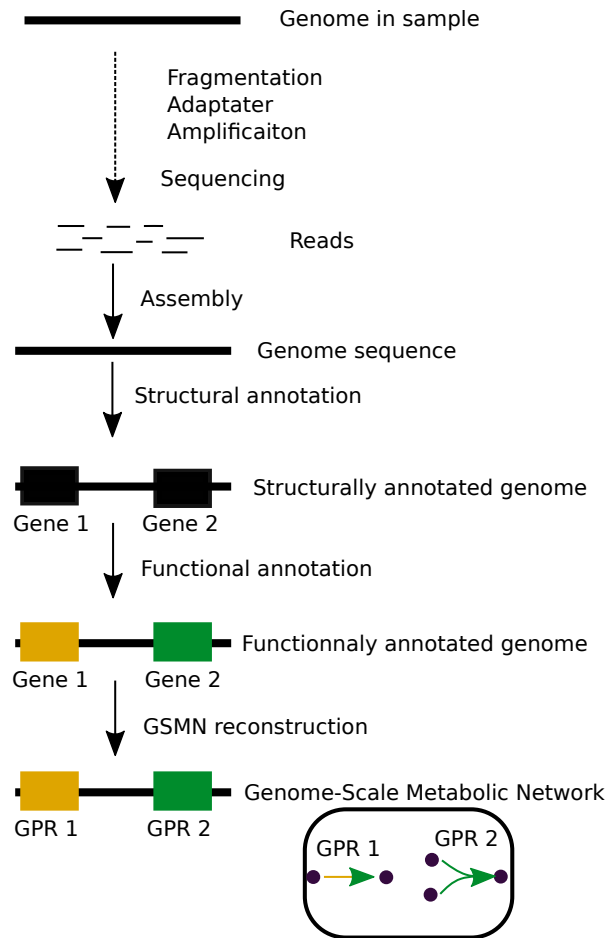 Genome in sample
Fragmentation
Adaptater
Amplificaiton
Sequencing
Reads
Assembly
Genome sequence
Structural annotation
Structurally annotated genome
Gene 1
Gene 2
Functional annotation
Functionnaly annotated genome
Gene 1
Gene 2
GSMN reconstruction
Genome-Scale Metabolic Network
GPR 1
GPR 2
GPR 1
GPR 2